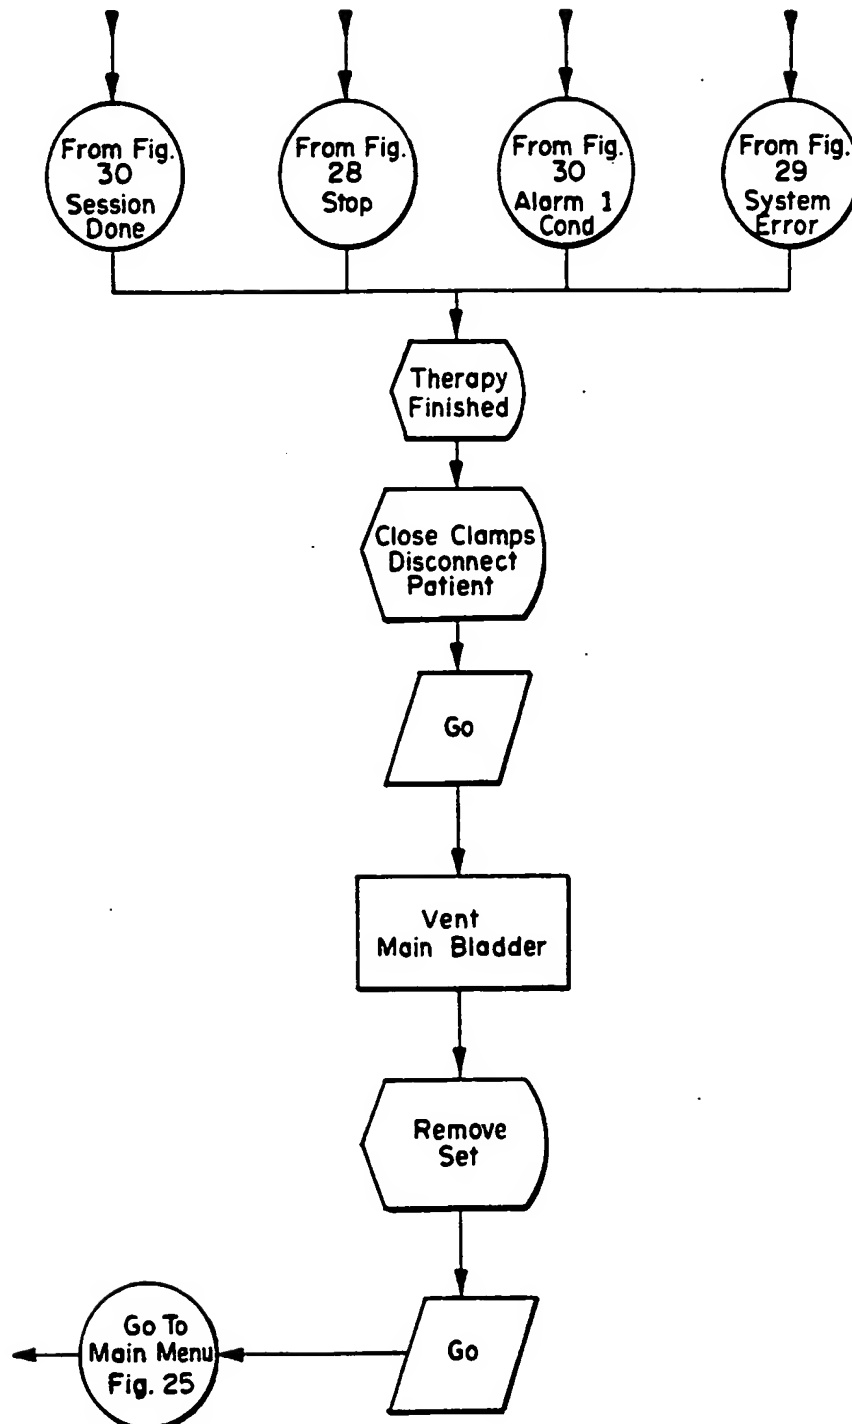 From Fig.
30
Session
Done
From Fig.
28
Stop
From Fig.
30
Alarm 1
Cond
From Fig.
29
System
Error
Therapy
Finished
Close Clamps
Disconnect
Patient
Go
Vent
Main Bladder
Remove
Set
Go
Go To
Main Menu
Fig. 25